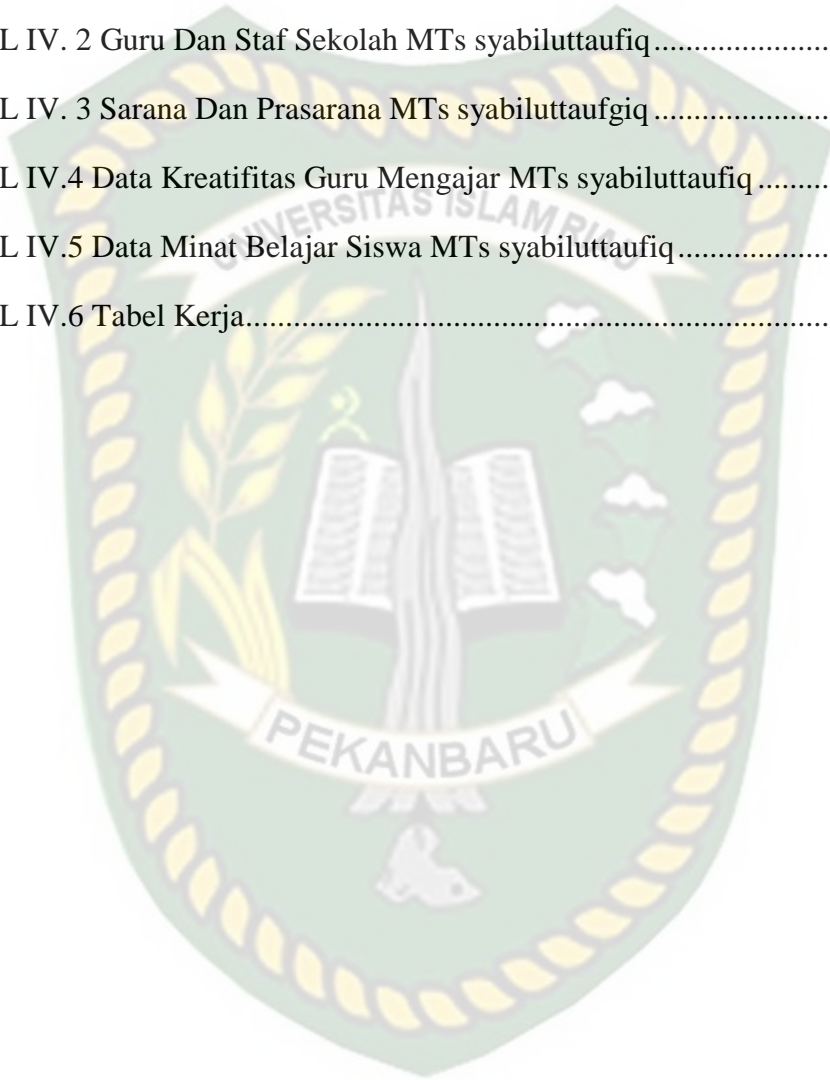 L IV. 2 Guru Dan Staf Sekolah MTs syabiluttaufiq.....................
L IV. 3 Sarana Dan Prasarana MTs syabiluttaufgiq.....................
L IV.4 Data Kreatifitas Guru Mengajar MTs syabiluttaufiq.........
L IV.5 Data Minat Belajar Siswa MTs syabiluttaufiq..................
L IV.6 Tabel Kerja........................................................................
UNIVERSITAS ISLAM RIAU
PEKANBARU